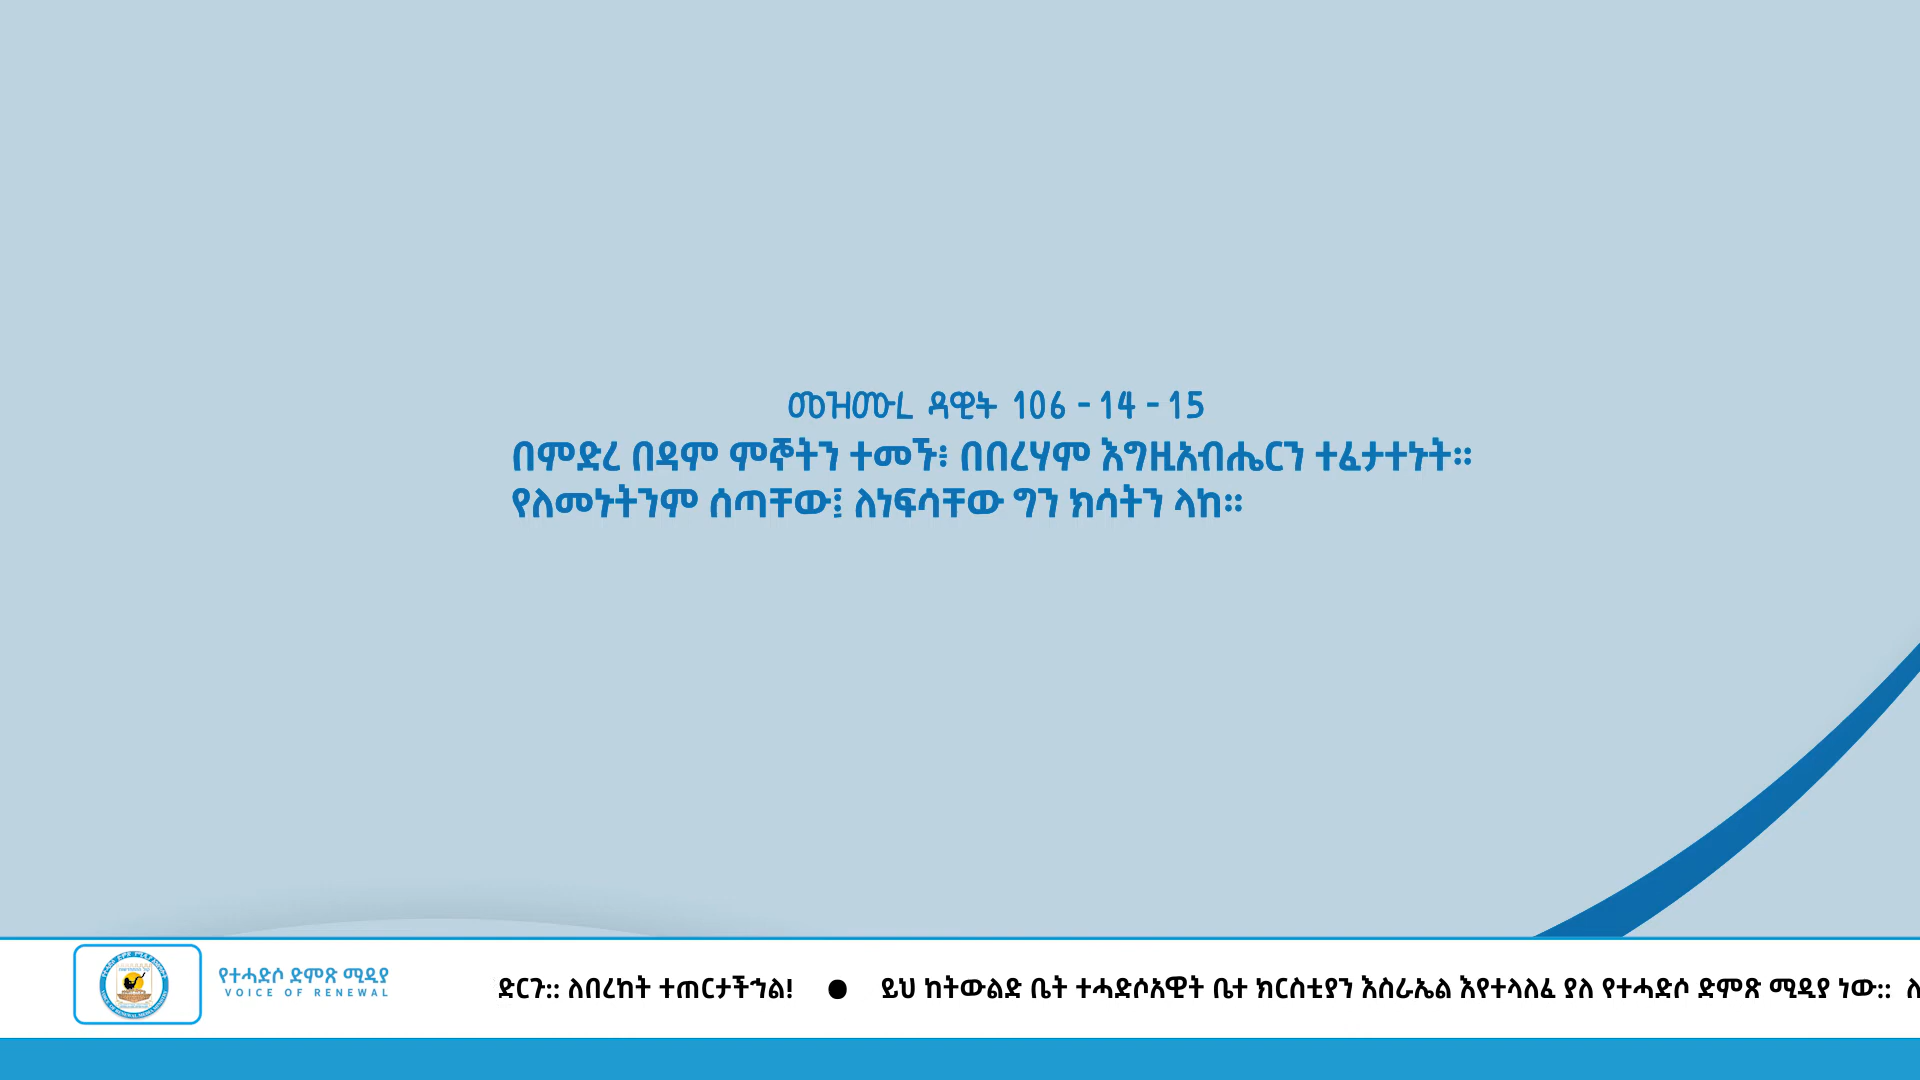 መዝሙረ ዳዊት 106 - 14 - 15
በምድረ በዳም ምኞትን ተመኙ፥ በበረሃም እግዚአብሔርን ተፈታተኑት።
የለመኑትንም ሰጣቸው፤ ለነፍሳቸው ግን ክሳትን ላከ።
የተሓድሶ ድምጽ ሚዲያ
VOICE OF RENEWAL
ድርጉ:: ለበረከት ተጠርታችኀል! ● ይህ ከትውልድ ቤት ተሓድሶአዊት ቤተ ክርስቲያን እስራኤል እየተላለፈ ያለ የተሓድሶ ድምጽ ሚዲያ ነው:: ለ